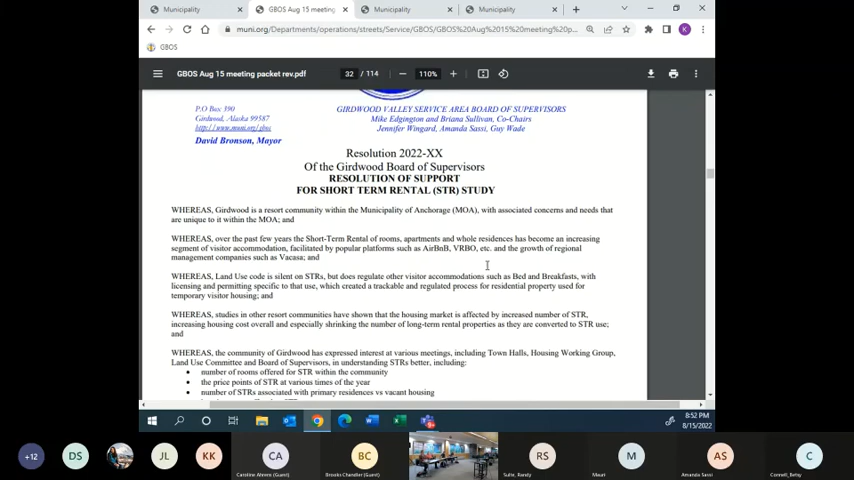 Municipality
GBOS Aug 15 meeting
Municipality
Municipality
muni.org/Departments/operations/streets/Service/GBOS/GBOS%20Aug%2015%20meeting%20p...
K
GBOS
GBOS Aug 15 meeting packet rev.pdf
32 / 114
110%
P.O Box 390
Girdwood, Alaska 99587
http://www.muni.org/gbos
David Bronson, Mayor
GIRDWOOD VALLEY SERVICE AREA BOARD OF SUPERVISORS
Mike Edgington and Briana Sullivan, Co-Chairs
Jennifer Wingard, Amanda Sassi, Guy Wade
Resolution 2022-XX
Of the Girdwood Board of Supervisors
RESOLUTION OF SUPPORT
FOR SHORT TERM RENTAL (STR) STUDY
WHEREAS, Girdwood is a resort community within the Municipality of Anchorage (MOA), with associated concerns and needs that
are unique to it within the MOA; and
WHEREAS, over the past few years the Short-Term Rental of rooms, apartments and whole residences has become an increasing
segment of visitor accommodation, facilitated by popular platforms such as AirBnB, VRBO, etc. and the growth of regional
management companies such as Vacasa; and
WHEREAS, Land Use code is silent on STRs, but does regulate other visitor accommodations such as Bed and Breakfasts, with
licensing and permitting specific to that use, which created a trackable and regulated process for residential property used for
temporary visitor housing; and
WHEREAS, studies in other resort communities have shown that the housing market is affected by increased number of STR,
increasing housing cost overall and especially shrinking the number of long-term rental properties as they are converted to STR use;
and
WHEREAS, the community of Girdwood has expressed interest at various meetings, including Town Halls, Housing Working Group,
Land Use Committee and Board of Supervisors, in understanding STRs better, including:
• number of rooms offered for STR within the community
• the price points of STR at various times of the year
• number of STRs associated with primary residences vs vacant housing
8:52 PM
8/15/2022
+12
DS
JL
KK
CA
Caroline Ahrens (Guest)
BC
Brooks Chandler (Guest)
RS
Sulte, Randy
M
Mauri
AS
Amanda Sassi
C
Connell, Betsy